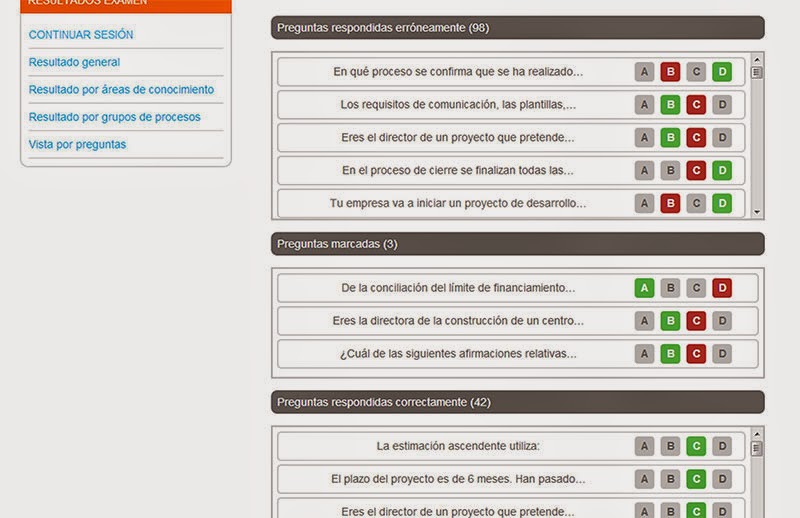 RESULTADOS EXAMEN
CONTINUAR SESIÓN
Resultado general
Resultado por áreas de conocimiento
Resultado por grupos de procesos
Vista por preguntas
Preguntas respondidas erróneamente (98)
En qué proceso se confirma que se ha realizado... A B C D
Los requisitos de comunicación, las plantillas,... A B C D
Eres el director de un proyecto que pretende... A B C D
En el proceso de cierre se finalizan todas las... A B C D
Tu empresa va a iniciar un proyecto de desarrollo... A B C D
Preguntas marcadas (3)
De la conciliación del límite de financiamiento... A B C D
Eres la directora de la construcción de un centro... A B C D
¿Cuál de las siguientes afirmaciones relativas... A B C D
Preguntas respondidas correctamente (42)
La estimación ascendente utiliza: A B C D
El plazo del proyecto es de 6 meses. Han pasado... A B C D
Eres el director de un proyecto que pretende... A B C D